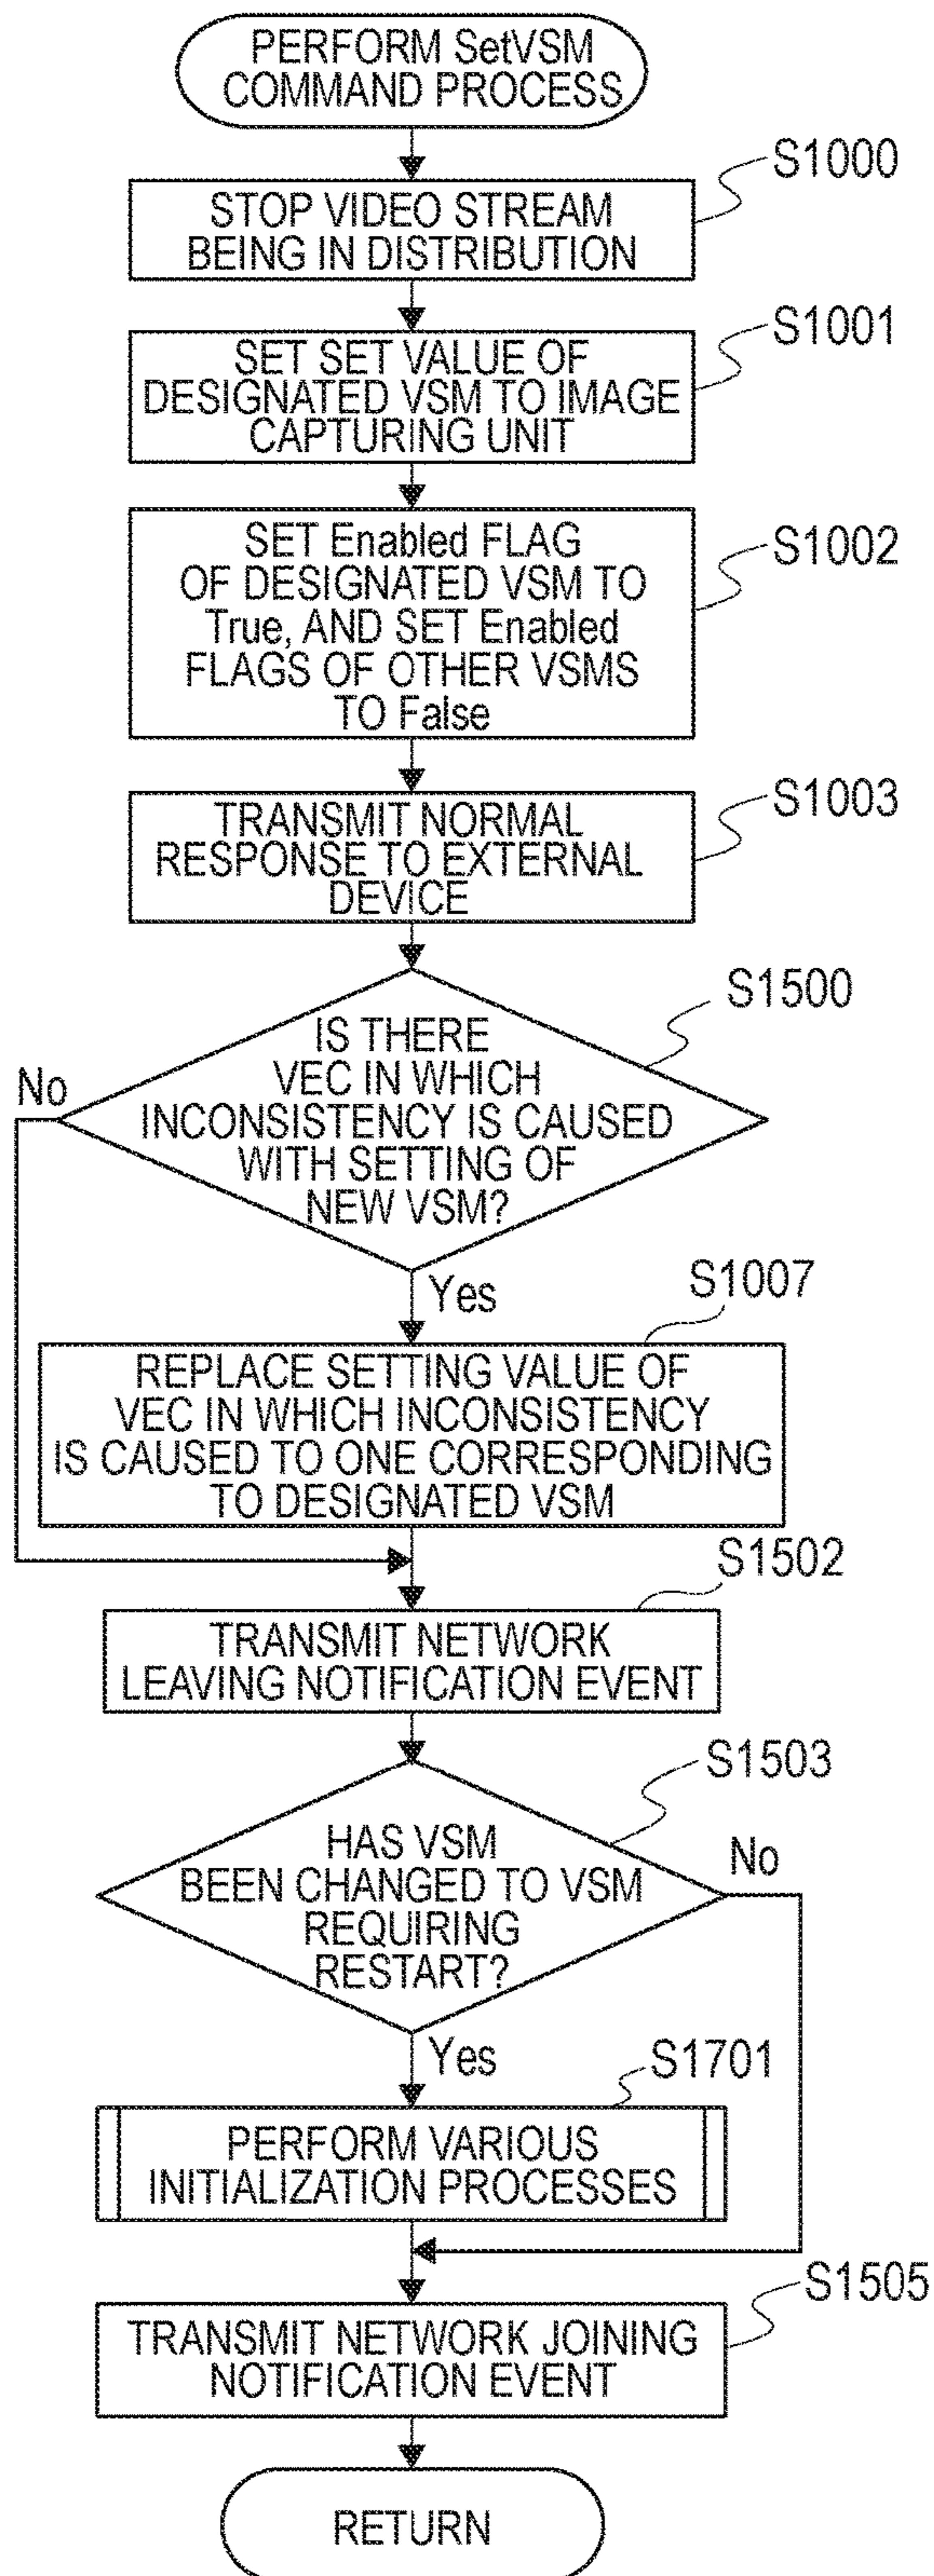 PERFORM SetVSM
COMMAND PROCESS
S1000
STOP VIDEO STREAM
BEING IN DISTRIBUTION
S1001
SET SET VALUE OF
DESIGNATED VSM TO IMAGE
CAPTURING UNIT
S1002
SET Enabled FLAG
OF DESIGNATED VSM TO
True, AND SET Enabled
FLAGS OF OTHER VSMS
TO False
S1003
TRANSMIT NORMAL
RESPONSE TO EXTERNAL
DEVICE
S1500
IS THERE
VEC IN WHICH
INCONSISTENCY IS CAUSED
WITH SETTING OF
NEW VSM?
No
Yes
S1007
REPLACE SETTING VALUE OF
VEC IN WHICH INCONSISTENCY
IS CAUSED TO ONE CORRESPONDING
TO DESIGNATED VSM
S1502
TRANSMIT NETWORK
LEAVING NOTIFICATION EVENT
S1503
HAS VSM
BEEN CHANGED TO VSM
REQUIRING
RESTART?
No
Yes
S1701
PERFORM VARIOUS
INITIALIZATION PROCESSES
S1505
TRANSMIT NETWORK JOINING
NOTIFICATION EVENT
RETURN